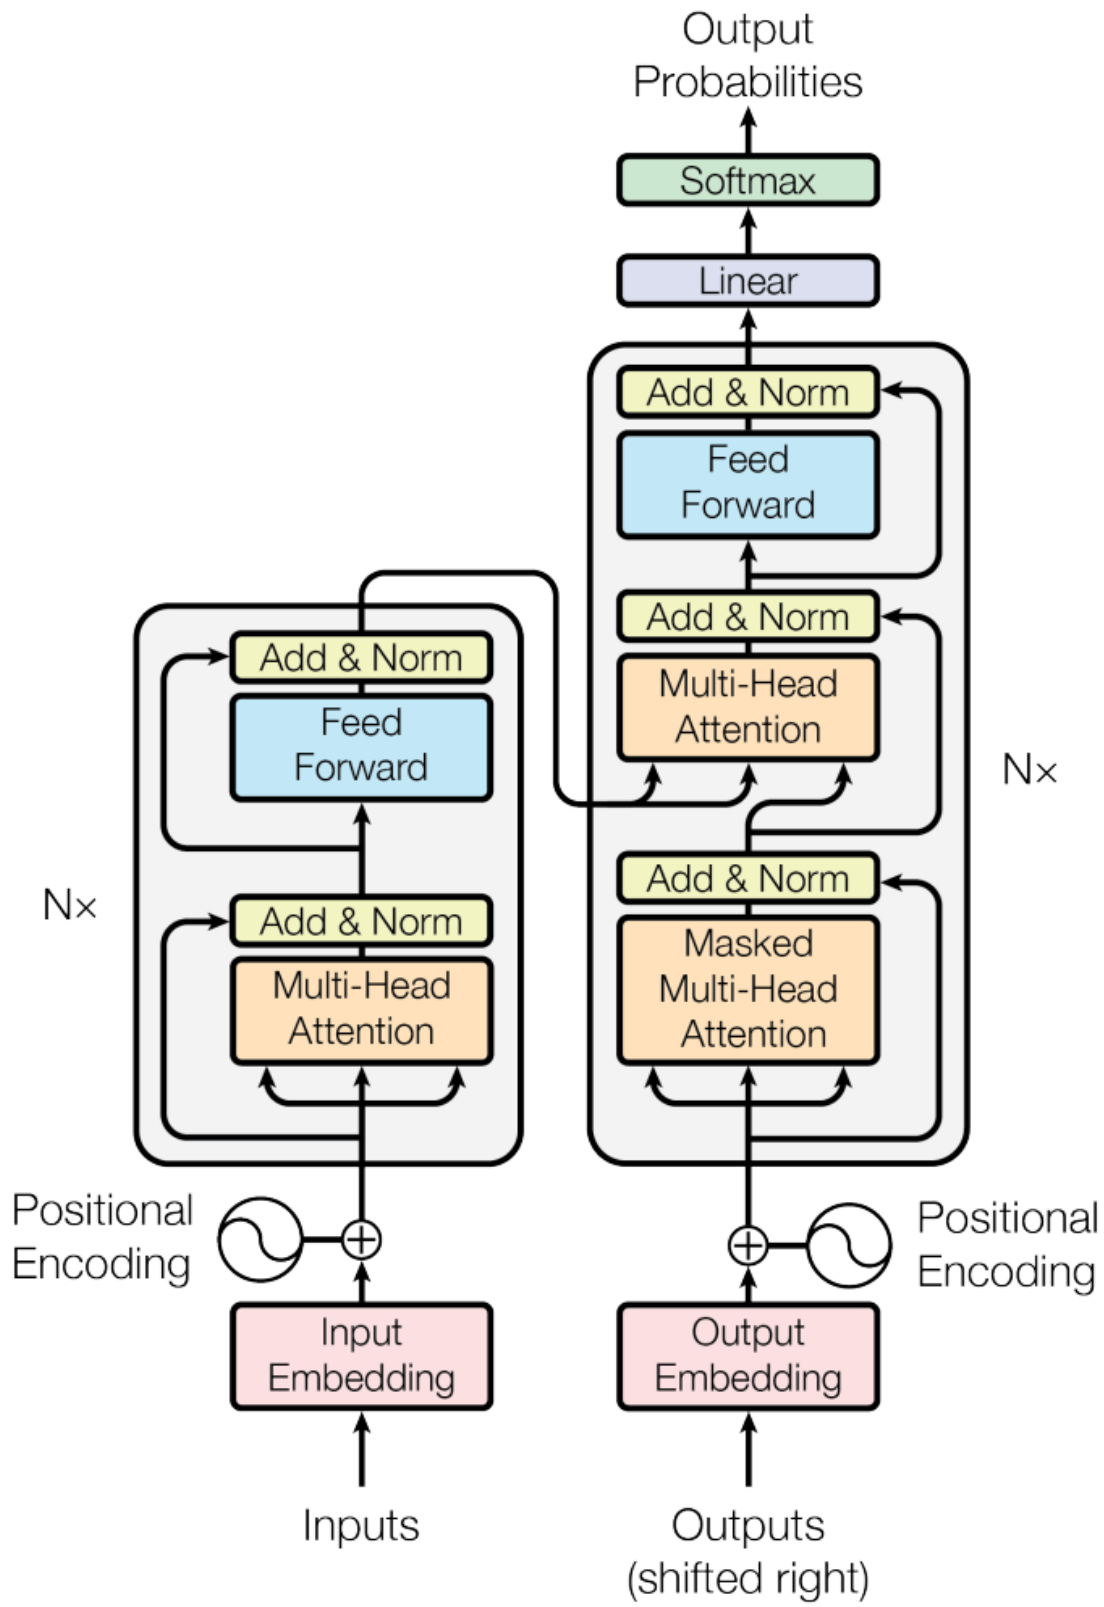 Output
Probabilities
Softmax
Linear
Add & Norm
Feed
Forward
Add & Norm
Multi-Head
Attention
Nx
Add & Norm
Masked
Multi-Head
Attention
Add & Norm
Feed
Forward
N×
Add & Norm
Multi-Head
Attention
Positional
Encoding
Positional
Encoding
Input
Embedding
Output
Embedding
Inputs
Outputs
(shifted right)